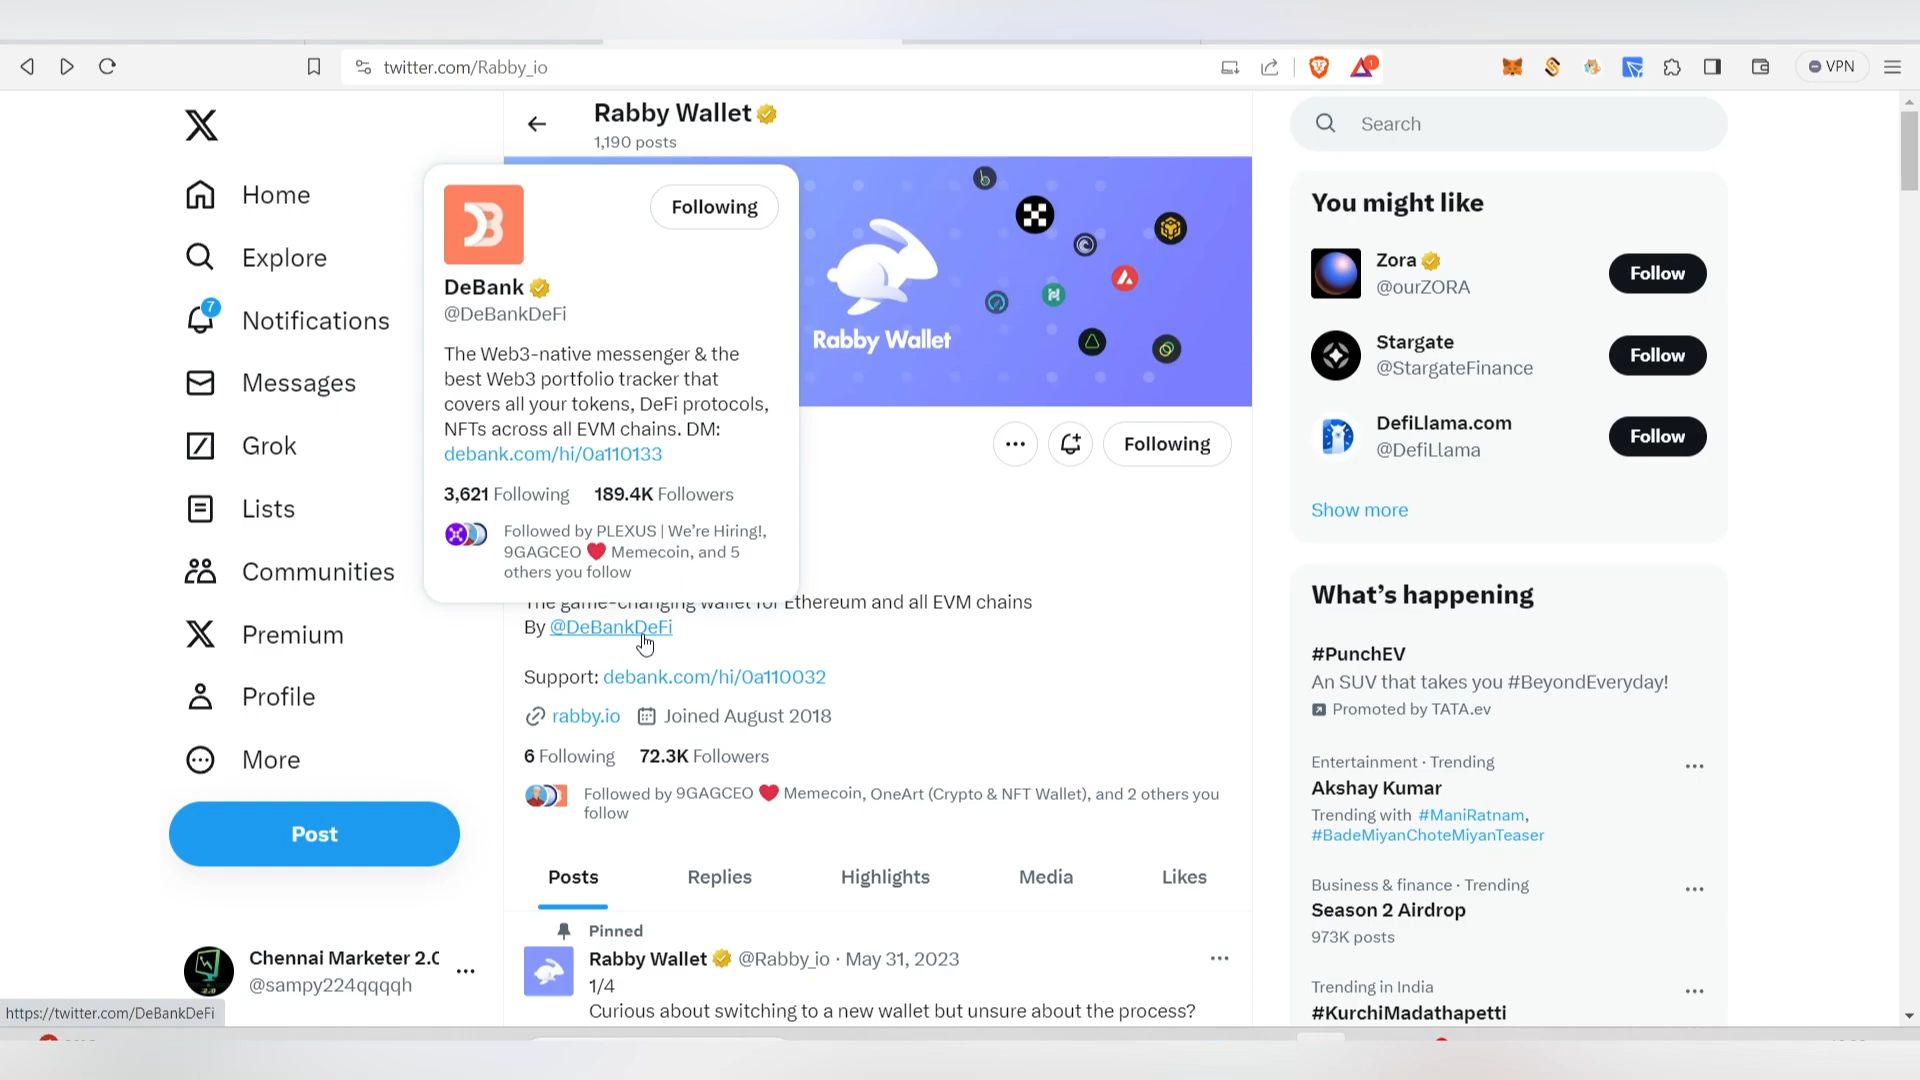 twitter.com/Rabby_io
1
VPN
Home
Explore
7
Notifications
Messages
Grok
Lists
Communities
Premium
Profile
More
Post
Chennai Marketer 2.0
@sampy224qqqqh
https://twitter.com/DeBankDeFi
Rabby Wallet
1,190 posts
Following
DeBank
@DeBankDeFi
The Web3-native messenger & the
best Web3 portfolio tracker that
covers all your tokens, DeFi protocols,
NFTs across all EVM chains. DM:
debank.com/hi/0a110133
3,621 Following 189.4K Followers
Followed by PLEXUS | We're Hiring!,
9GAGCEO ❤️ Memecoin, and 5
others you follow
Rabby Wallet
Following
The game-changing wallet for Ethereum and all EVM chains
By @DeBankDeFi
Support: debank.com/hi/0a110032
rabby.io Joined August 2018
6 Following 72.3K Followers
Followed by 9GAGCEO ❤️ Memecoin, OneArt (Crypto & NFT Wallet), and 2 others you
follow
Posts Replies Highlights Media Likes
Pinned
Rabby Wallet @Rabby_io · May 31, 2023
1/4
Curious about switching to a new wallet but unsure about the process?
Search
You might like
Zora
@ourZORA
Follow
Stargate
@StargateFinance
Follow
DefiLlama.com
@DefiLlama
Follow
Show more
What's happening
#PunchEV
An SUV that takes you #BeyondEveryday!
Promoted by TATA.ev
Entertainment · Trending
Akshay Kumar
Trending with #ManiRatnam,
#BadeMiyanChoteMiyanTeaser
Business & finance · Trending
Season 2 Airdrop
973K posts
Trending in India
#KurchiMadathapetti